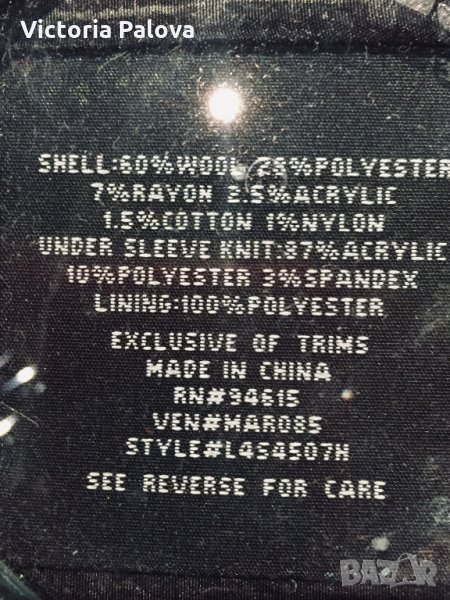 Victoria Palova
SHELL:60%WOOL 28%POLYESTER
7%RAYON 2.5%ACRYLIC
1.5%COTTON 1%NYLON
UNDER SLEEVE KNIT:87%ACRYLIC
10%POLYESTER 3%SPANDEX
LINING:100%POLYESTER
EXCLUSIVE OF TRIMS
MADE IN CHINA
RN#34615
VEN#MAR085
STYLE#L454507H
SEE REVERSE FOR CARE
BAZAR